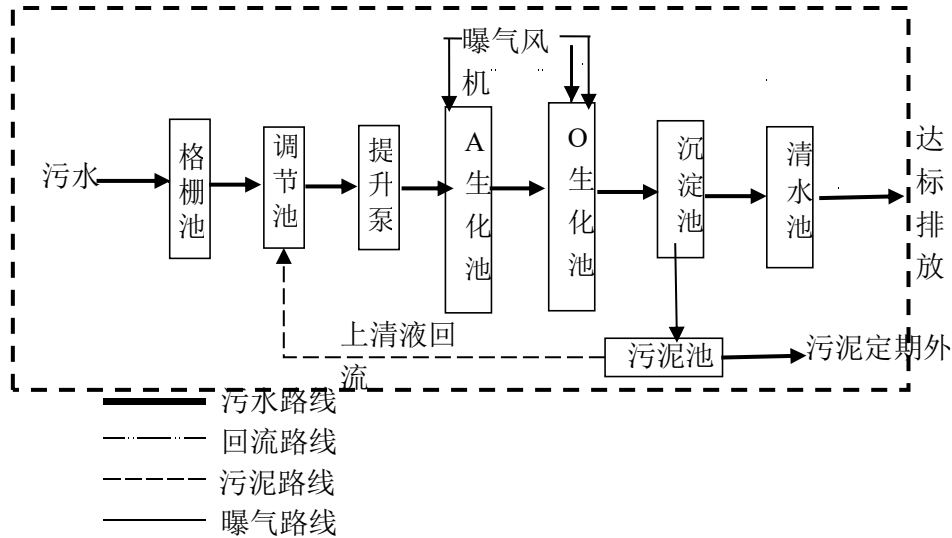 曝气风
机
污水
格栅池
调节池
提升泵
A生化池
O生化池
沉淀池
清水池
达标排放
上清液回
流
污泥池
污泥定期外
污水路线
回流路线
污泥路线
曝气路线